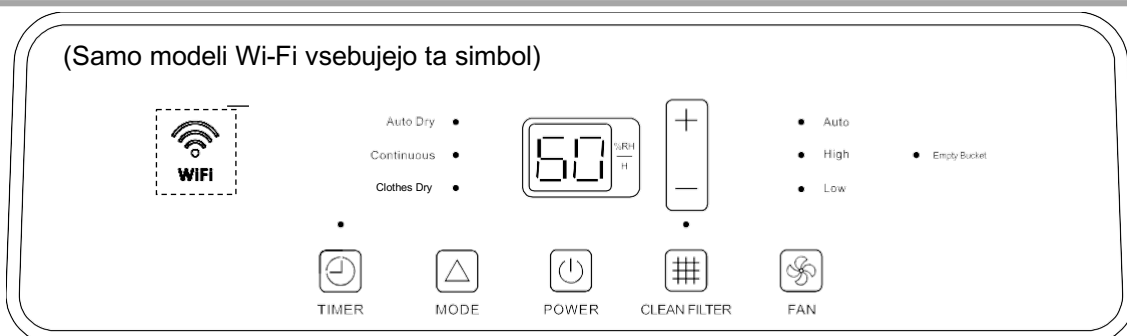 (Samo modeli Wi-Fi vsebujejo ta simbol)
WiFi
Auto Dry
Continuous
Clothes Dry
60
%RH
H
+
—
Auto
High
Low
Empty Bucket
TIMER
MODE
POWER
CLEAN FILTER
FAN